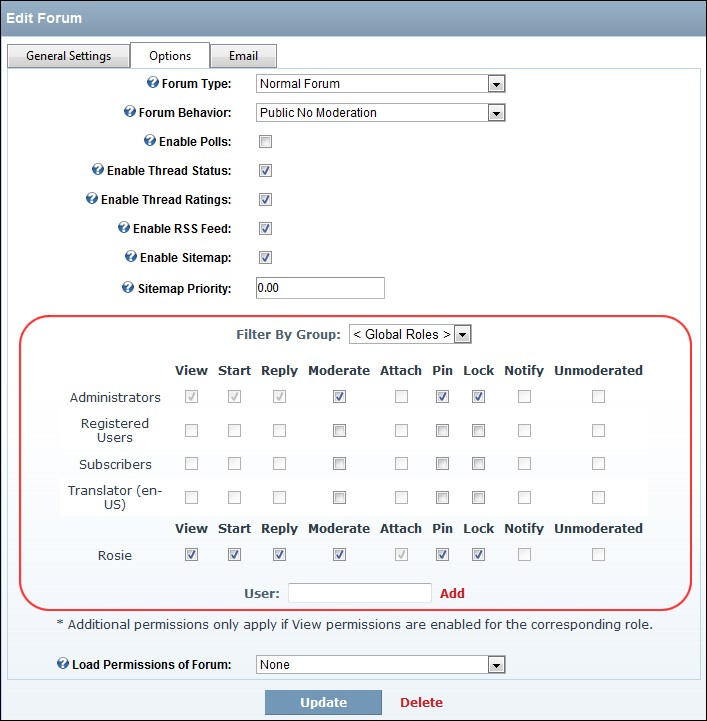 Edit Forum
General Settings Options Email
Forum Type: Normal Forum
Forum Behavior: Public No Moderation
Enable Polls:
Enable Thread Status:
Enable Thread Ratings:
Enable RSS Feed:
Enable Sitemap:
Sitemap Priority: 0.00
Filter By Group: < Global Roles >
View Start Reply Moderate Attach Pin Lock Notify Unmoderated
Administrators
Registered
Users
Subscribers
Translator (en-
US)
View Start Reply Moderate Attach Pin Lock Notify Unmoderated
Rosie
User: Add
* Additional permissions only apply if View permissions are enabled for the corresponding role.
Load Permissions of Forum: None
Update Delete